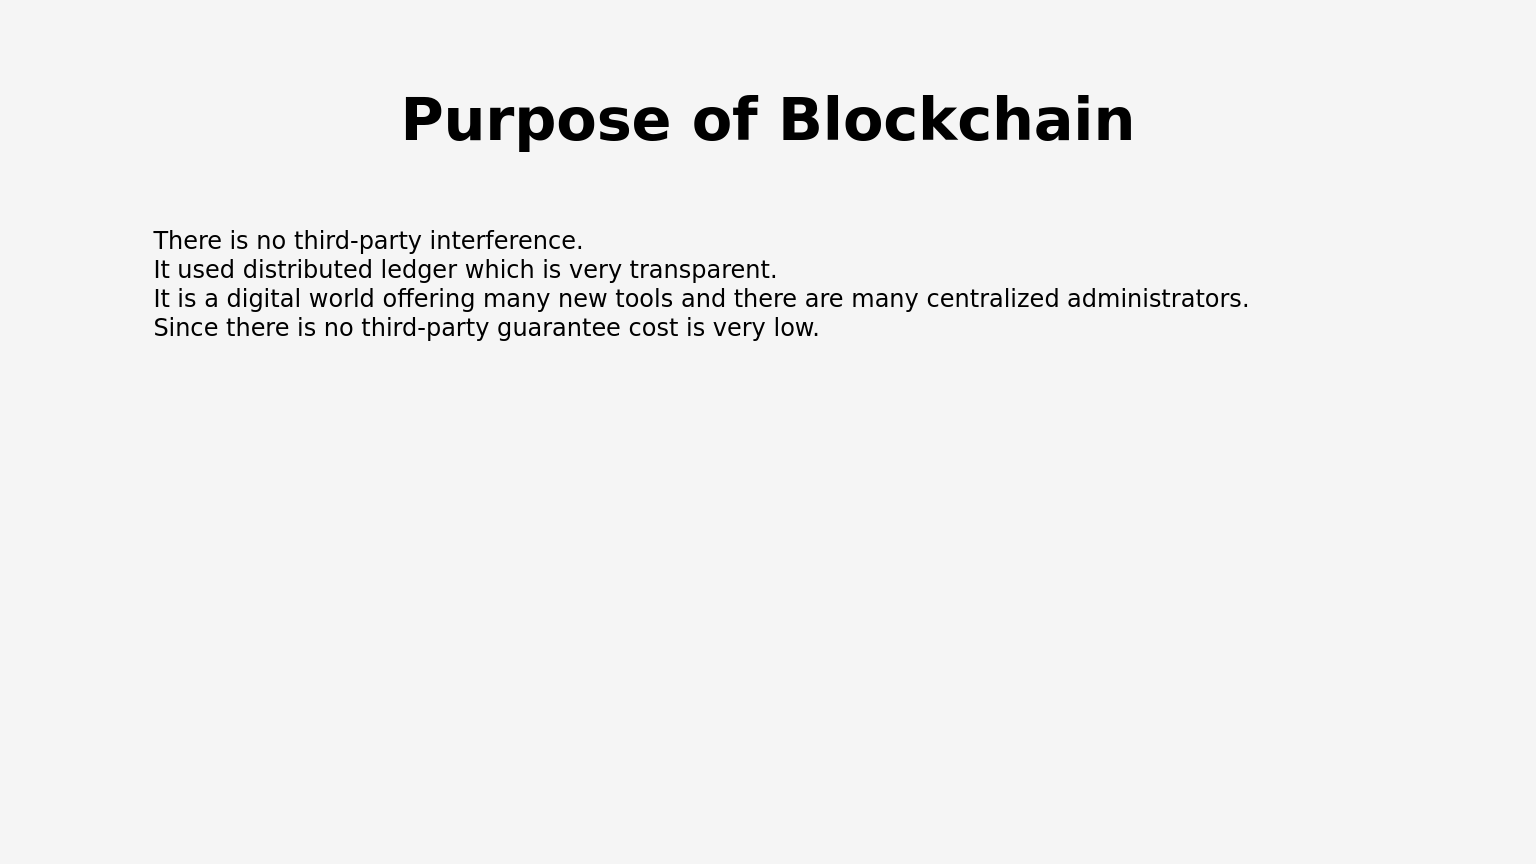 Purpose of Blockchain
There is no third-party interference.
It used distributed ledger which is very transparent.
It is a digital world offering many new tools and there are many centralized administrators.
Since there is no third-party guarantee cost is very low.